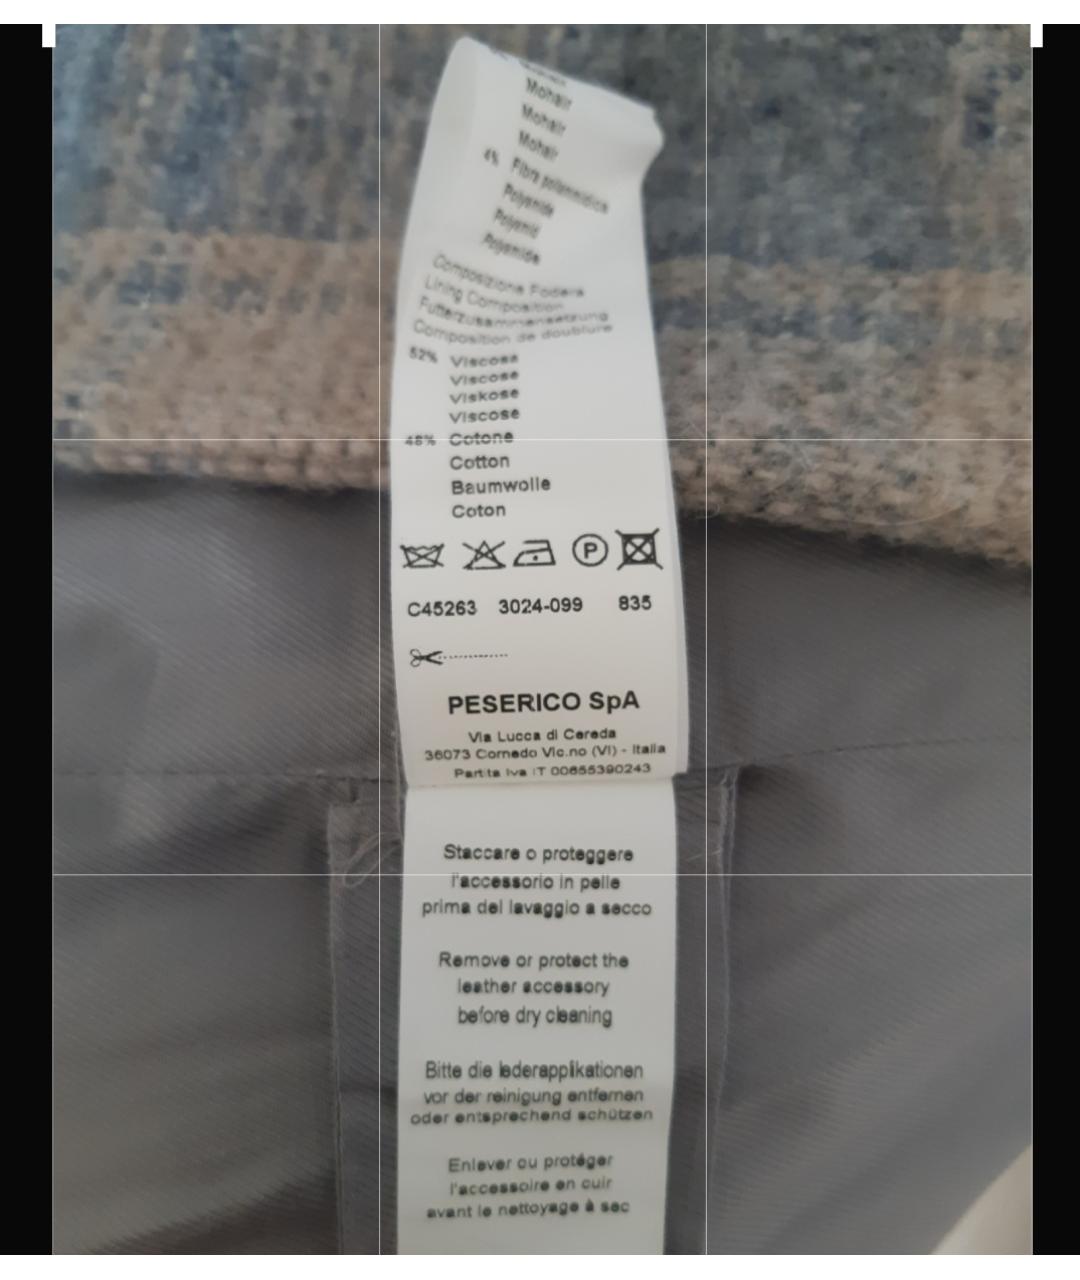 Mohair
Mohair
Mohair
4% Fibra poliammidica
Polyamide
Polyamid
Polyamide
Composizione Fodera
Lining Composition
Futterzusammensetzung
Composition de doublure
52% Viscosa
Viscose
Viskose
Viscose
48% Cotone
Cotton
Baumwolle
Coton
P
C45263 3024-099 835
PESERICO SpA
Via Lucca di Cereda
36073 Cornedo Vic.no (VI) - Italia
Partita Iva IT 00655390243
Staccare o proteggere
l'accessorio in pelle
prima del lavaggio a secco
Remove or protect the
leather accessory
before dry cleaning
Bitte die lederapplikationen
vor der reinigung entfernen
oder entsprechend schützen
Enlever ou protéger
l'accessoire en cuir
avant le nettoyage à sec